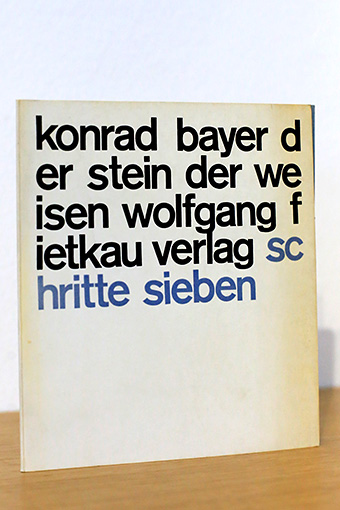 konrad bayer d
er stein der we
isen wolfgang f
ietkau verlag sc
hritte sieben